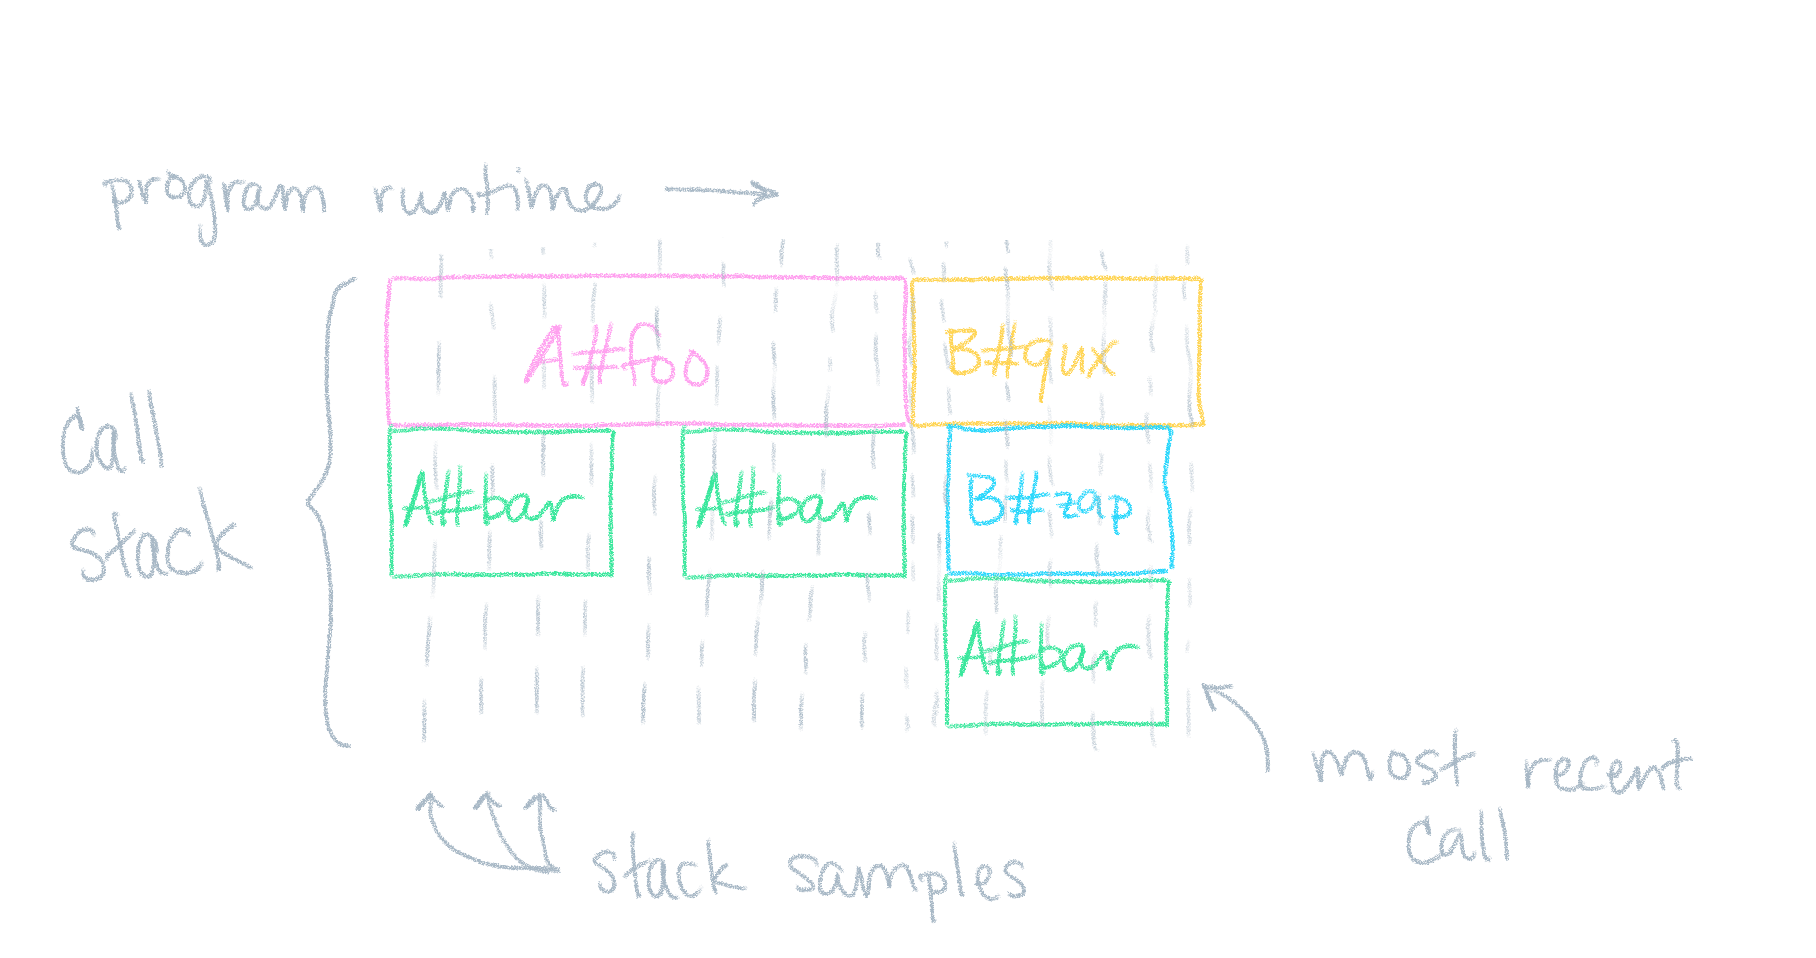 program runtime
call
stack
A#foo
B#qux
A#bar
A#bar
B#zap
A#bar
most recent
call
stack samples